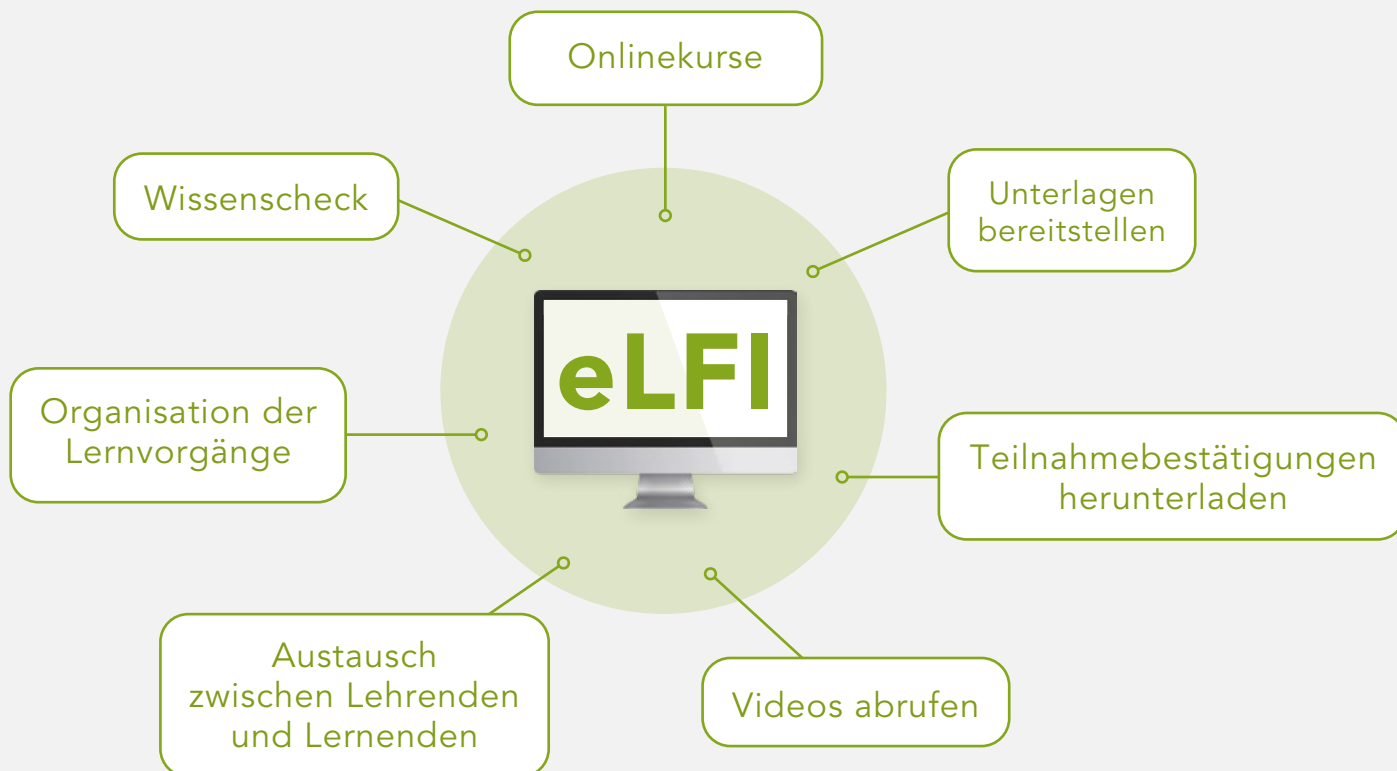 Onlinekurse
Wissenscheck
Unterlagen
bereitstellen
eLFI
Organisation der
Lernvorgänge
Teilnahmebestätigungen
herunterladen
Austausch
zwischen Lehrenden
und Lernenden
Videos abrufen